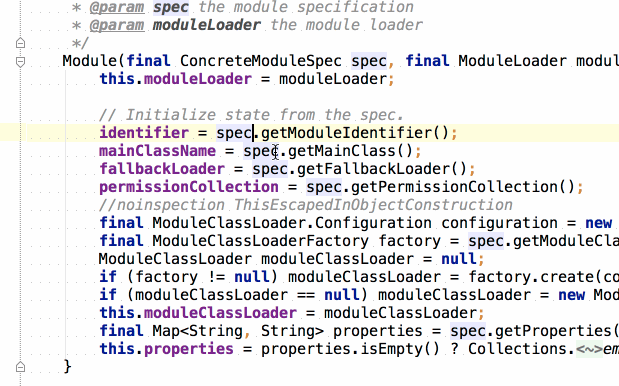 * @param spec the module specification
* @param moduleLoader the module loader
*/
Module(final ConcreteModuleSpec spec, final ModuleLoader modul
this.moduleLoader = moduleLoader;
// Initialize state from the spec.
identifier = spec.getModuleIdentifier();
mainClassName = spec.getMainClass();
fallbackLoader = spec.getFallbackLoader();
permissionCollection = spec.getPermissionCollection();
//noinspection ThisEscapedInObjectConstruction
final ModuleClassLoader.Configuration configuration = new
final ModuleClassLoaderFactory factory = spec.getModuleCla
ModuleClassLoader moduleClassLoader = null;
if (factory != null) moduleClassLoader = factory.create(co
if (moduleClassLoader == null) moduleClassLoader = new Mod
this.moduleClassLoader = moduleClassLoader;
final Map<String, String> properties = spec.getProperties(
this.properties = properties.isEmpty() ? Collections.<~>em
}